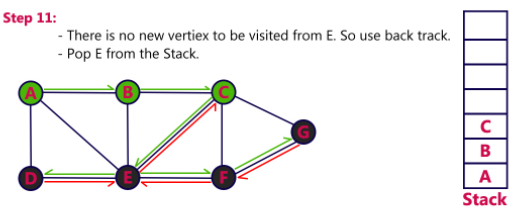 Step 11:
- There is no new vertiex to be visited from E. So use back track.
- Pop E from the Stack.
A
B
C
G
D
E
F
C
B
A
Stack